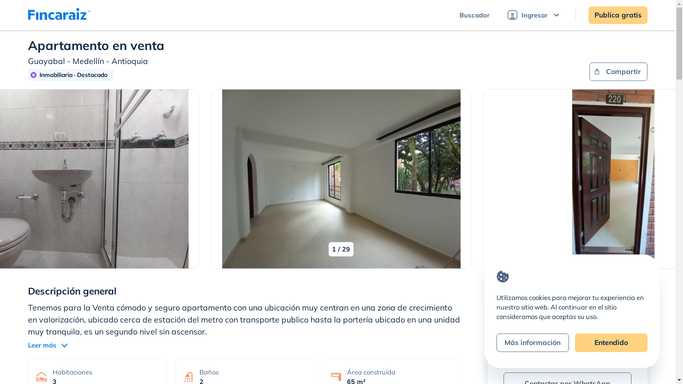 Fincaraiz
Buscador
Ingresar
Publica gratis
Apartamento en venta
Guayabal - Medellín - Antioquia
Inmobiliaria · Destacado
Compartir
220
1 / 29
Descripción general
Tenemos para la Venta cómodo y seguro apartamento con una ubicación muy centran en una zona de crecimiento
en valorización, ubicado cerca de estación del metro con transporte publica hasta la portería ubicado en una unidad
muy tranquila, es un segundo nivel sin ascensor.
Leer más
Habitaciones
3
Baños
2
Área construida
65 m²
Utilizamos cookies para mejorar tu experiencia en
nuestro sitio web. Al continuar en el sitio
consideramos que aceptas su uso.
Más información
Entendido
Contactar por WhatsApp